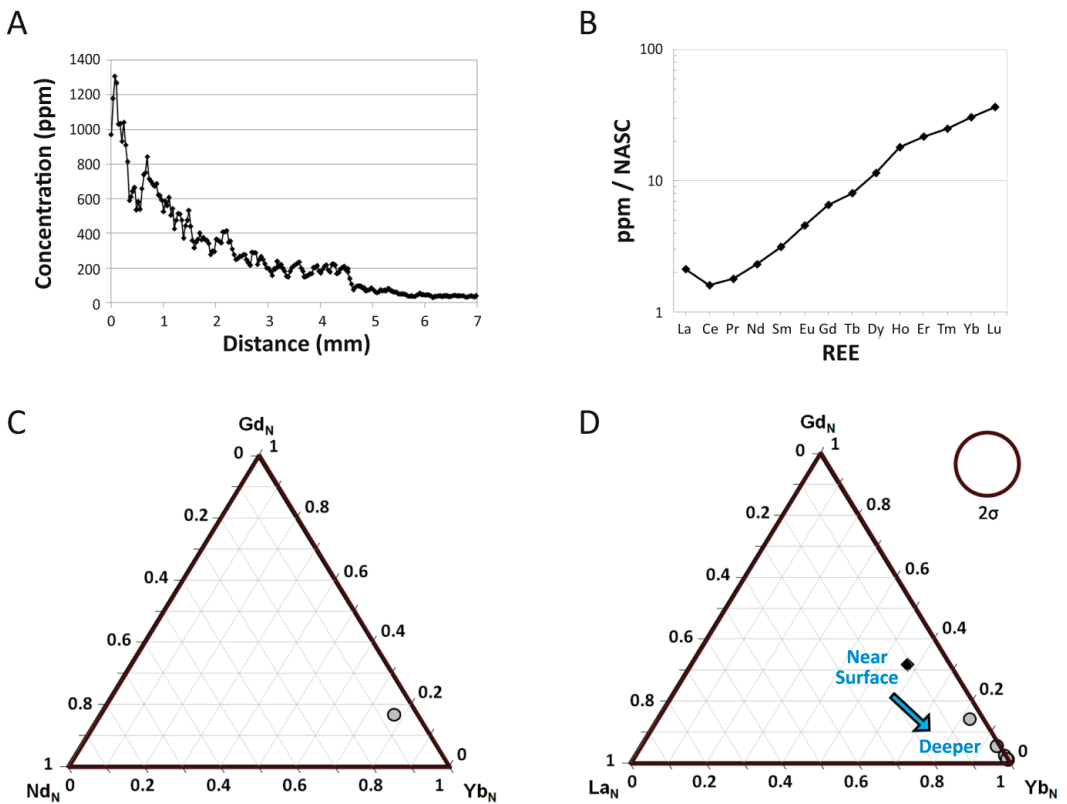 A
Concentration (ppm)
1400
1200
1000
800
600
400
200
0
0 1 2 3 4 5 6 7
Distance (mm)
B
ppm / NASC
100
10
1
La Ce Pr Nd Sm Eu Gd Tb Dy Ho Er Tm Yb Lu
REE
C
GdN
0 1
0.2 0.8
0.4 0.6
0.6 0.4
0.8 0.2
1 0
0 0.2 0.4 0.6 0.8 1
NdN YbN
D
GdN
0 1
2σ
0.2 0.8
0.4 0.6
0.6 0.4
Near
Surface
0.8 0.2
Deeper
1 0
0 0.2 0.4 0.6 0.8 1
LaN YbN